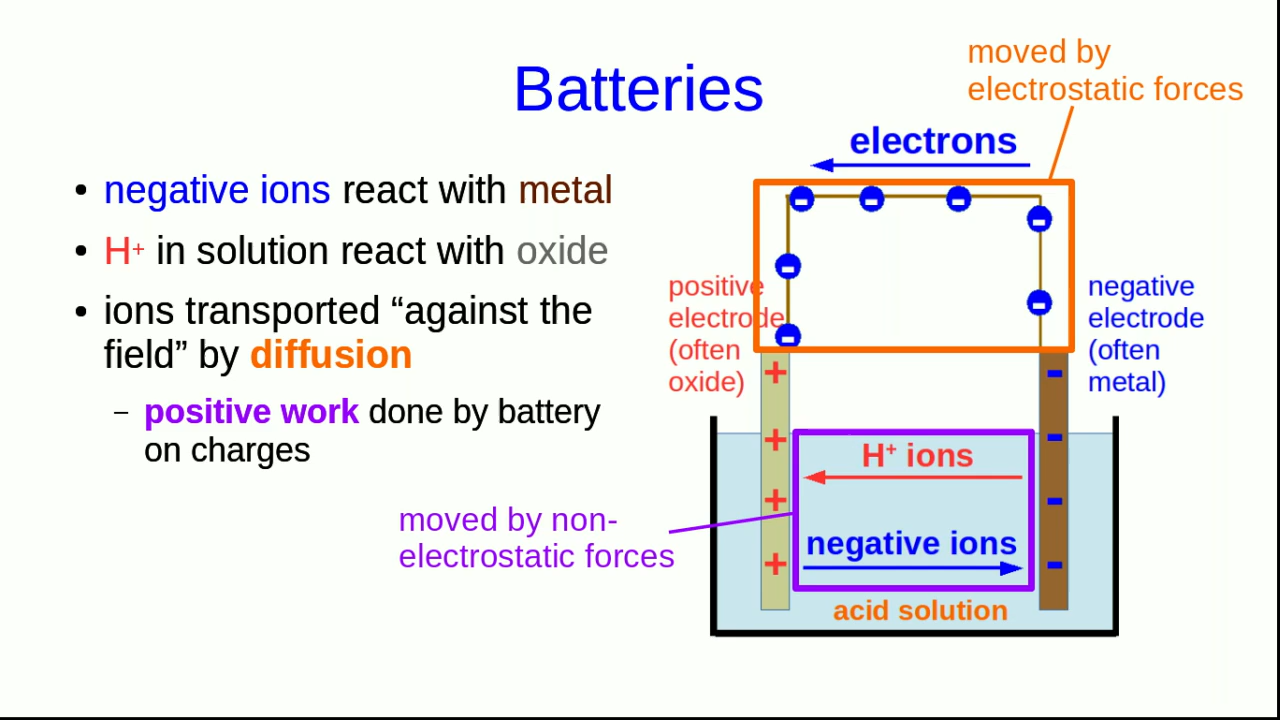 Batteries
• negative ions react with metal
• H⁺ in solution react with oxide
• ions transported “against the
field” by diffusion
– positive work done by battery
on charges
moved by non-
electrostatic forces
moved by
electrostatic forces
electrons
positive
electrode
(often
oxide)
negative
electrode
(often
metal)
+
+
+
+
-
-
-
-
H⁺ ions
negative ions
acid solution